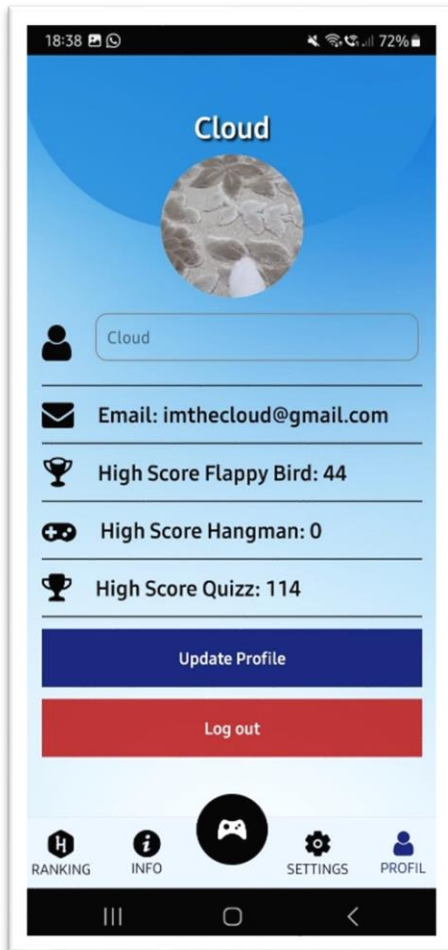 18:38 72%
Cloud
Cloud
Email: imthecloud@gmail.com
High Score Flappy Bird: 44
High Score Hangman: 0
High Score Quizz: 114
Update Profile
Log out
H
RANKING INFO SETTINGS PROFIL